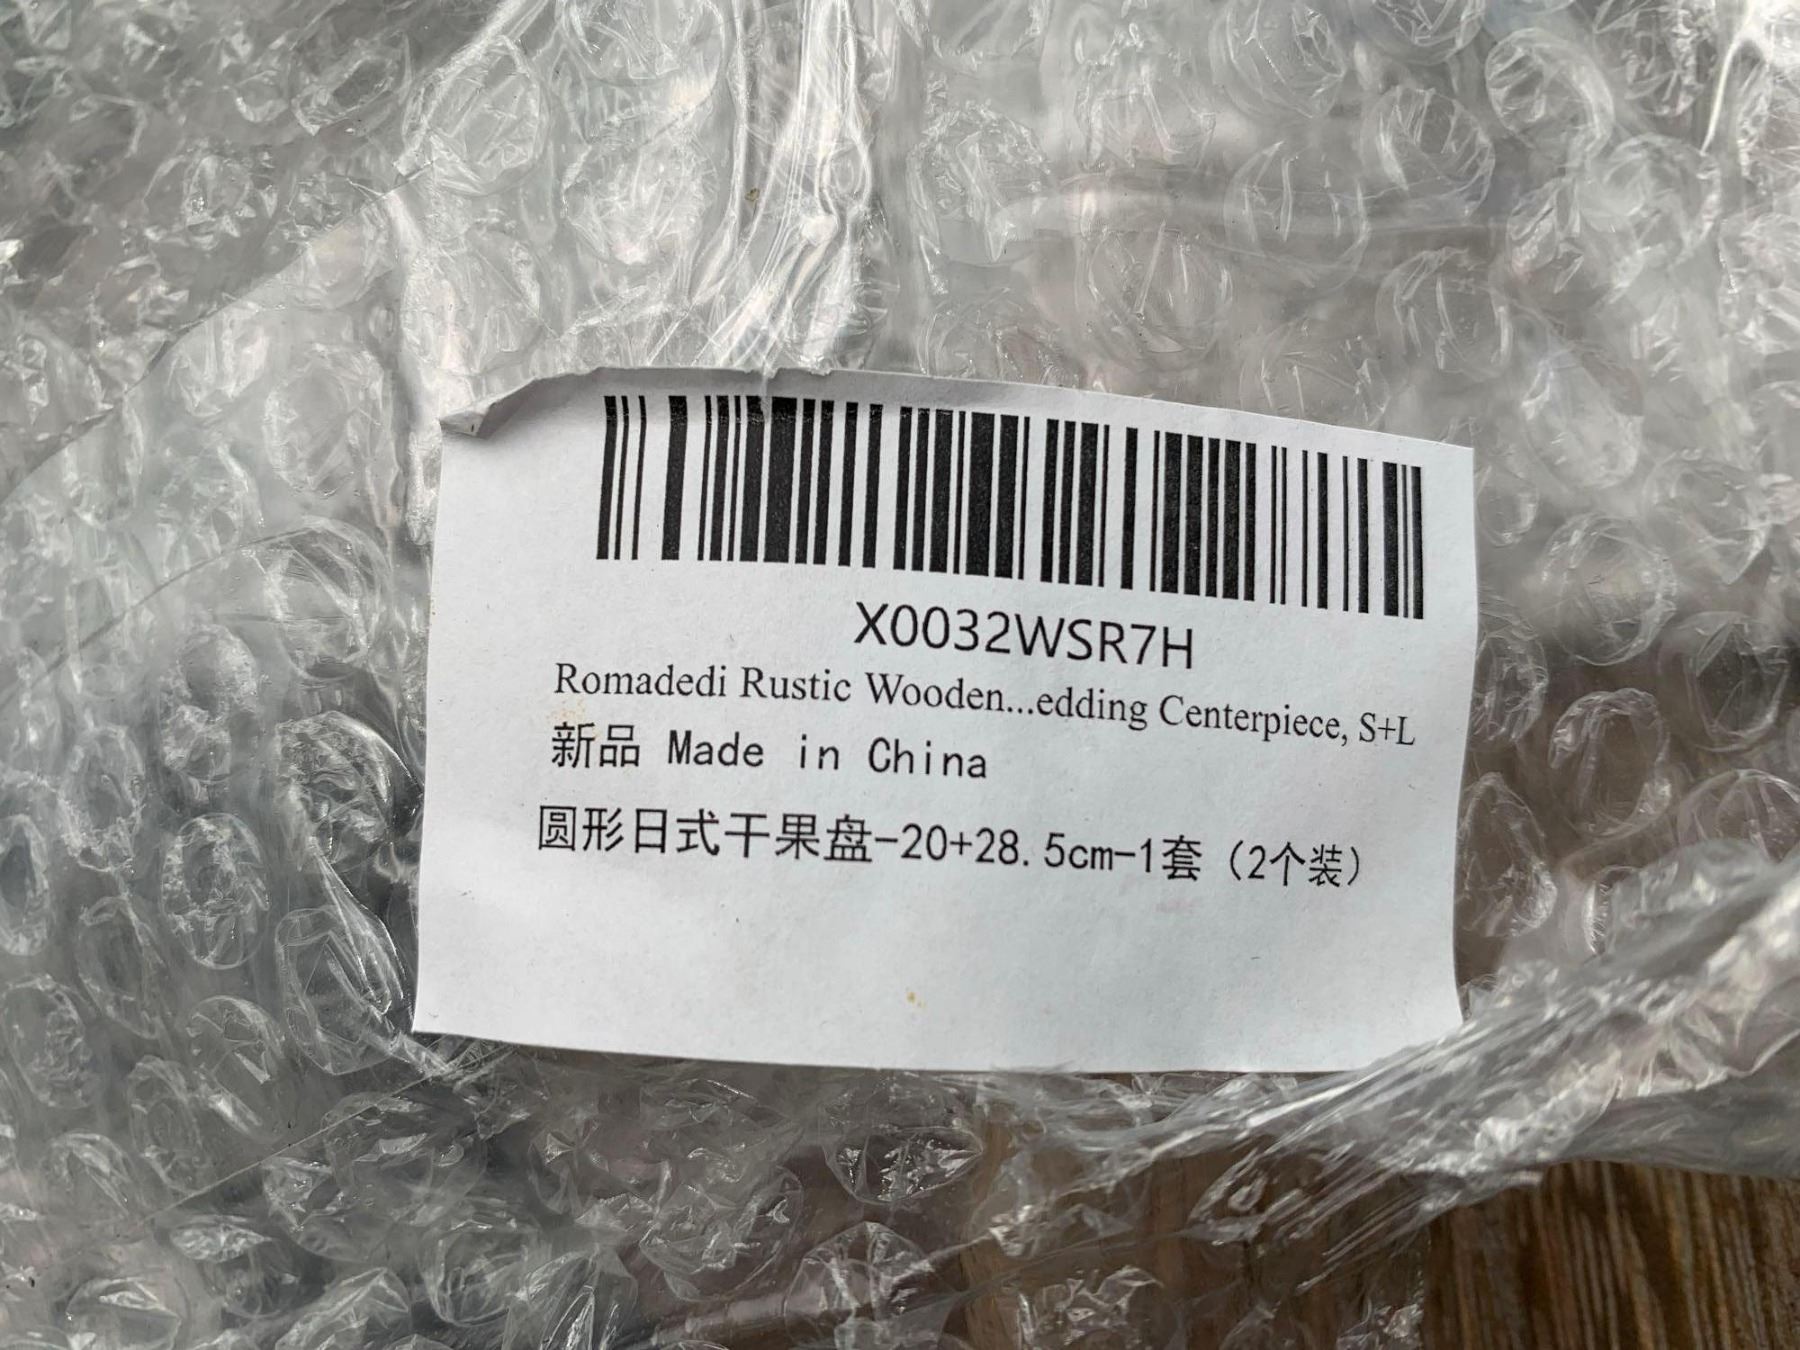 X0032WSR7H
Romadedi Rustic Wooden...edding Centerpiece, S+L
新品 Made in China
圆形日式干果盘-20+28.5cm-1套（2个装）